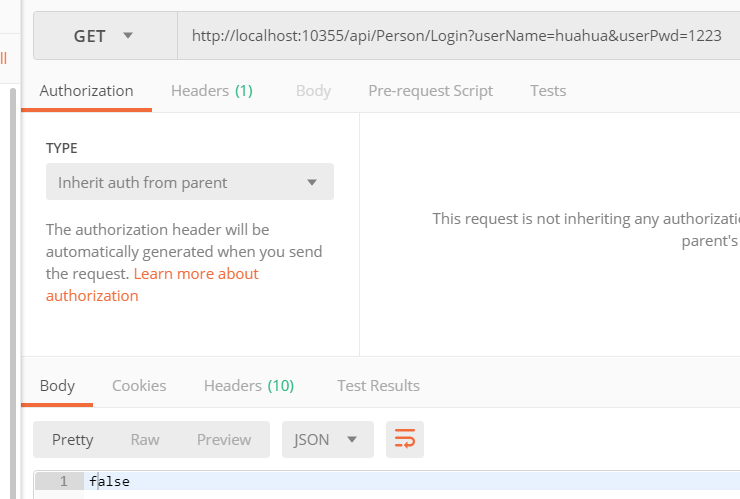 GET
http://localhost:10355/api/Person/Login?userName=huahua&userPwd=1223
ll
Authorization Headers (1) Body Pre-request Script Tests
TYPE
Inherit auth from parent
The authorization header will be
automatically generated when you send
the request. Learn more about
authorization
This request is not inheriting any authorizati
parent's
Body Cookies Headers (10) Test Results
Pretty Raw Preview JSON
1 false